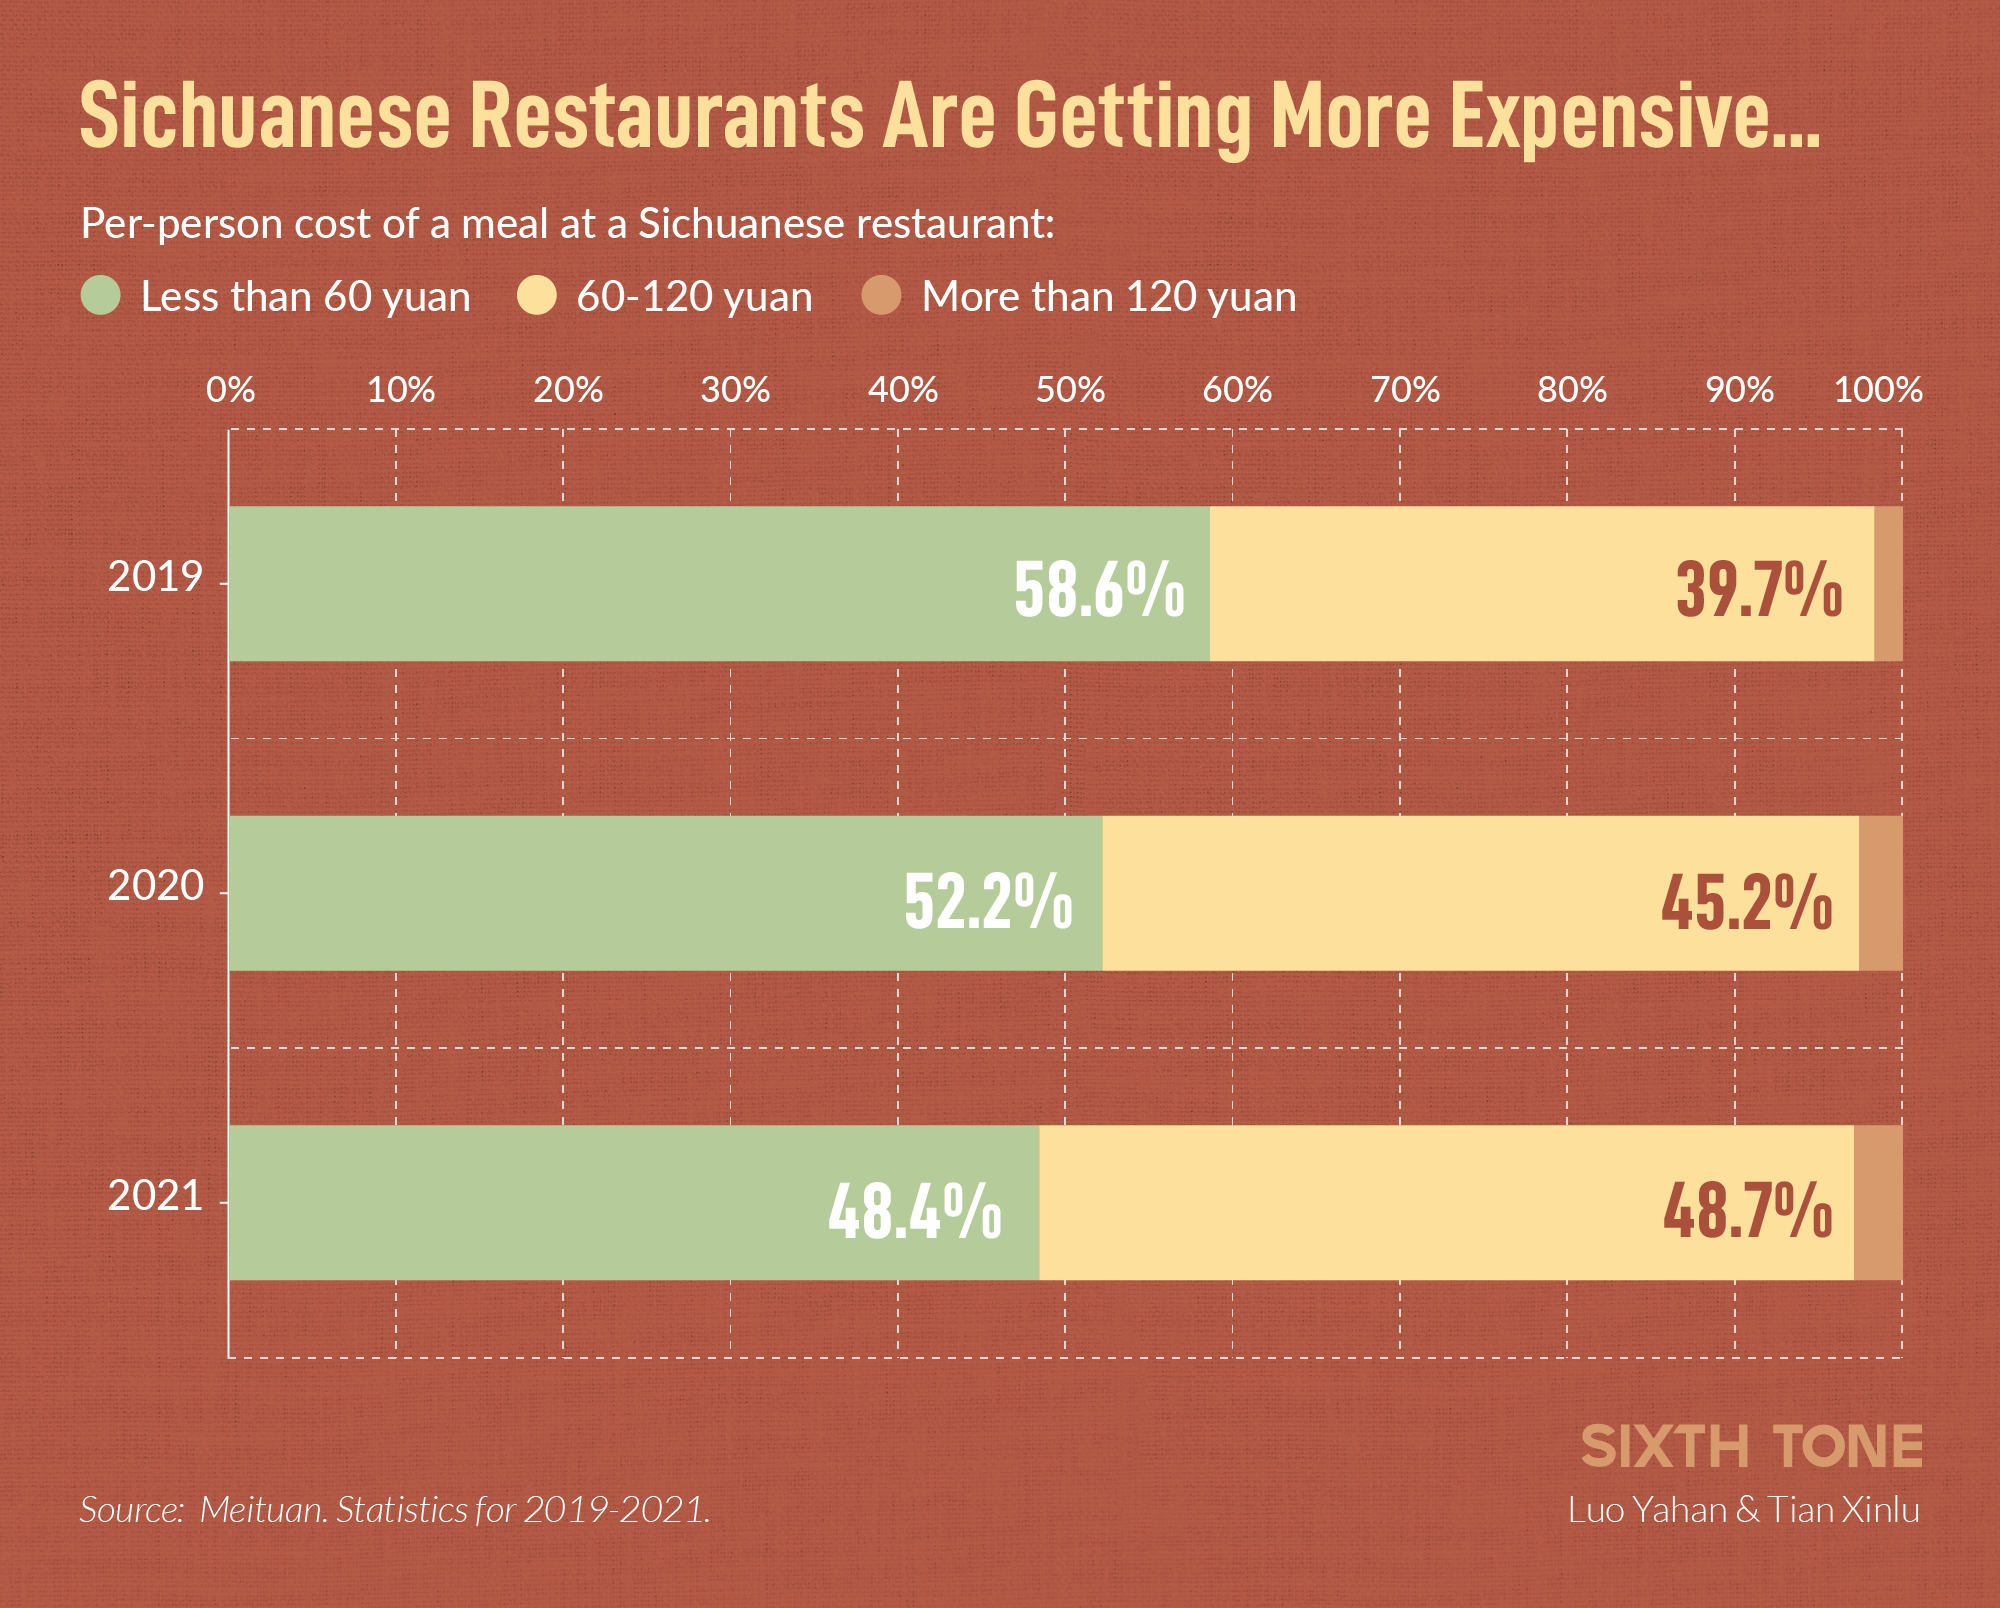 Sichuanese Restaurants Are Getting More Expensive...
Per-person cost of a meal at a Sichuanese restaurant:
Less than 60 yuan 60-120 yuan More than 120 yuan
0% 10% 20% 30% 40% 50% 60% 70% 80% 90% 100%
2019 58.6% 39.7%
2020 52.2% 45.2%
2021 48.4% 48.7%
SIXTH TONE
Source: Meituan. Statistics for 2019-2021. Luo Yahan & Tian Xinlu